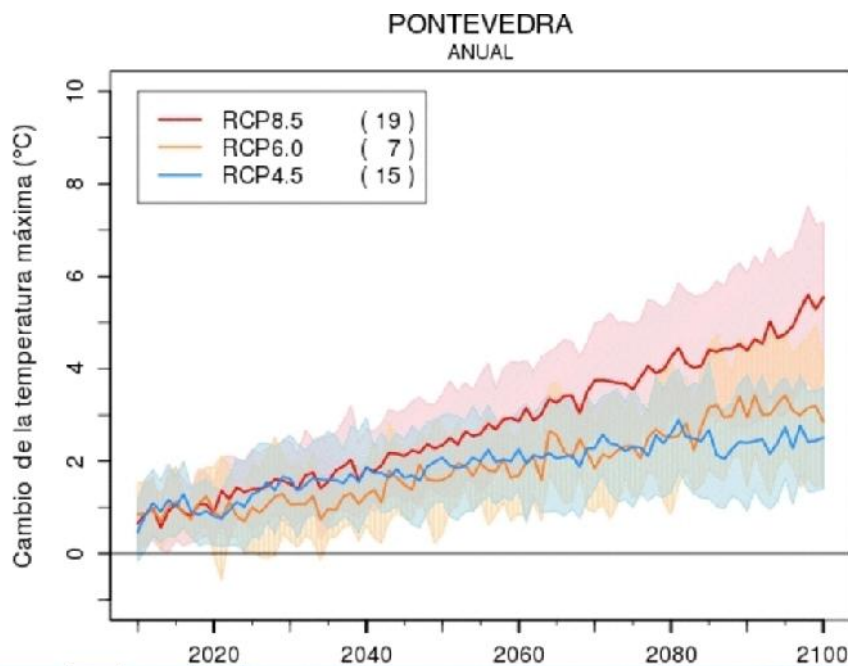 PONTEVEDRA
ANUAL
Cambio de la temperatura máxima (°C)
10
8
6
4
2
0
RCP8.5 ( 19 )
RCP6.0 ( 7 )
RCP4.5 ( 15 )
2020 2040 2060 2080 2100